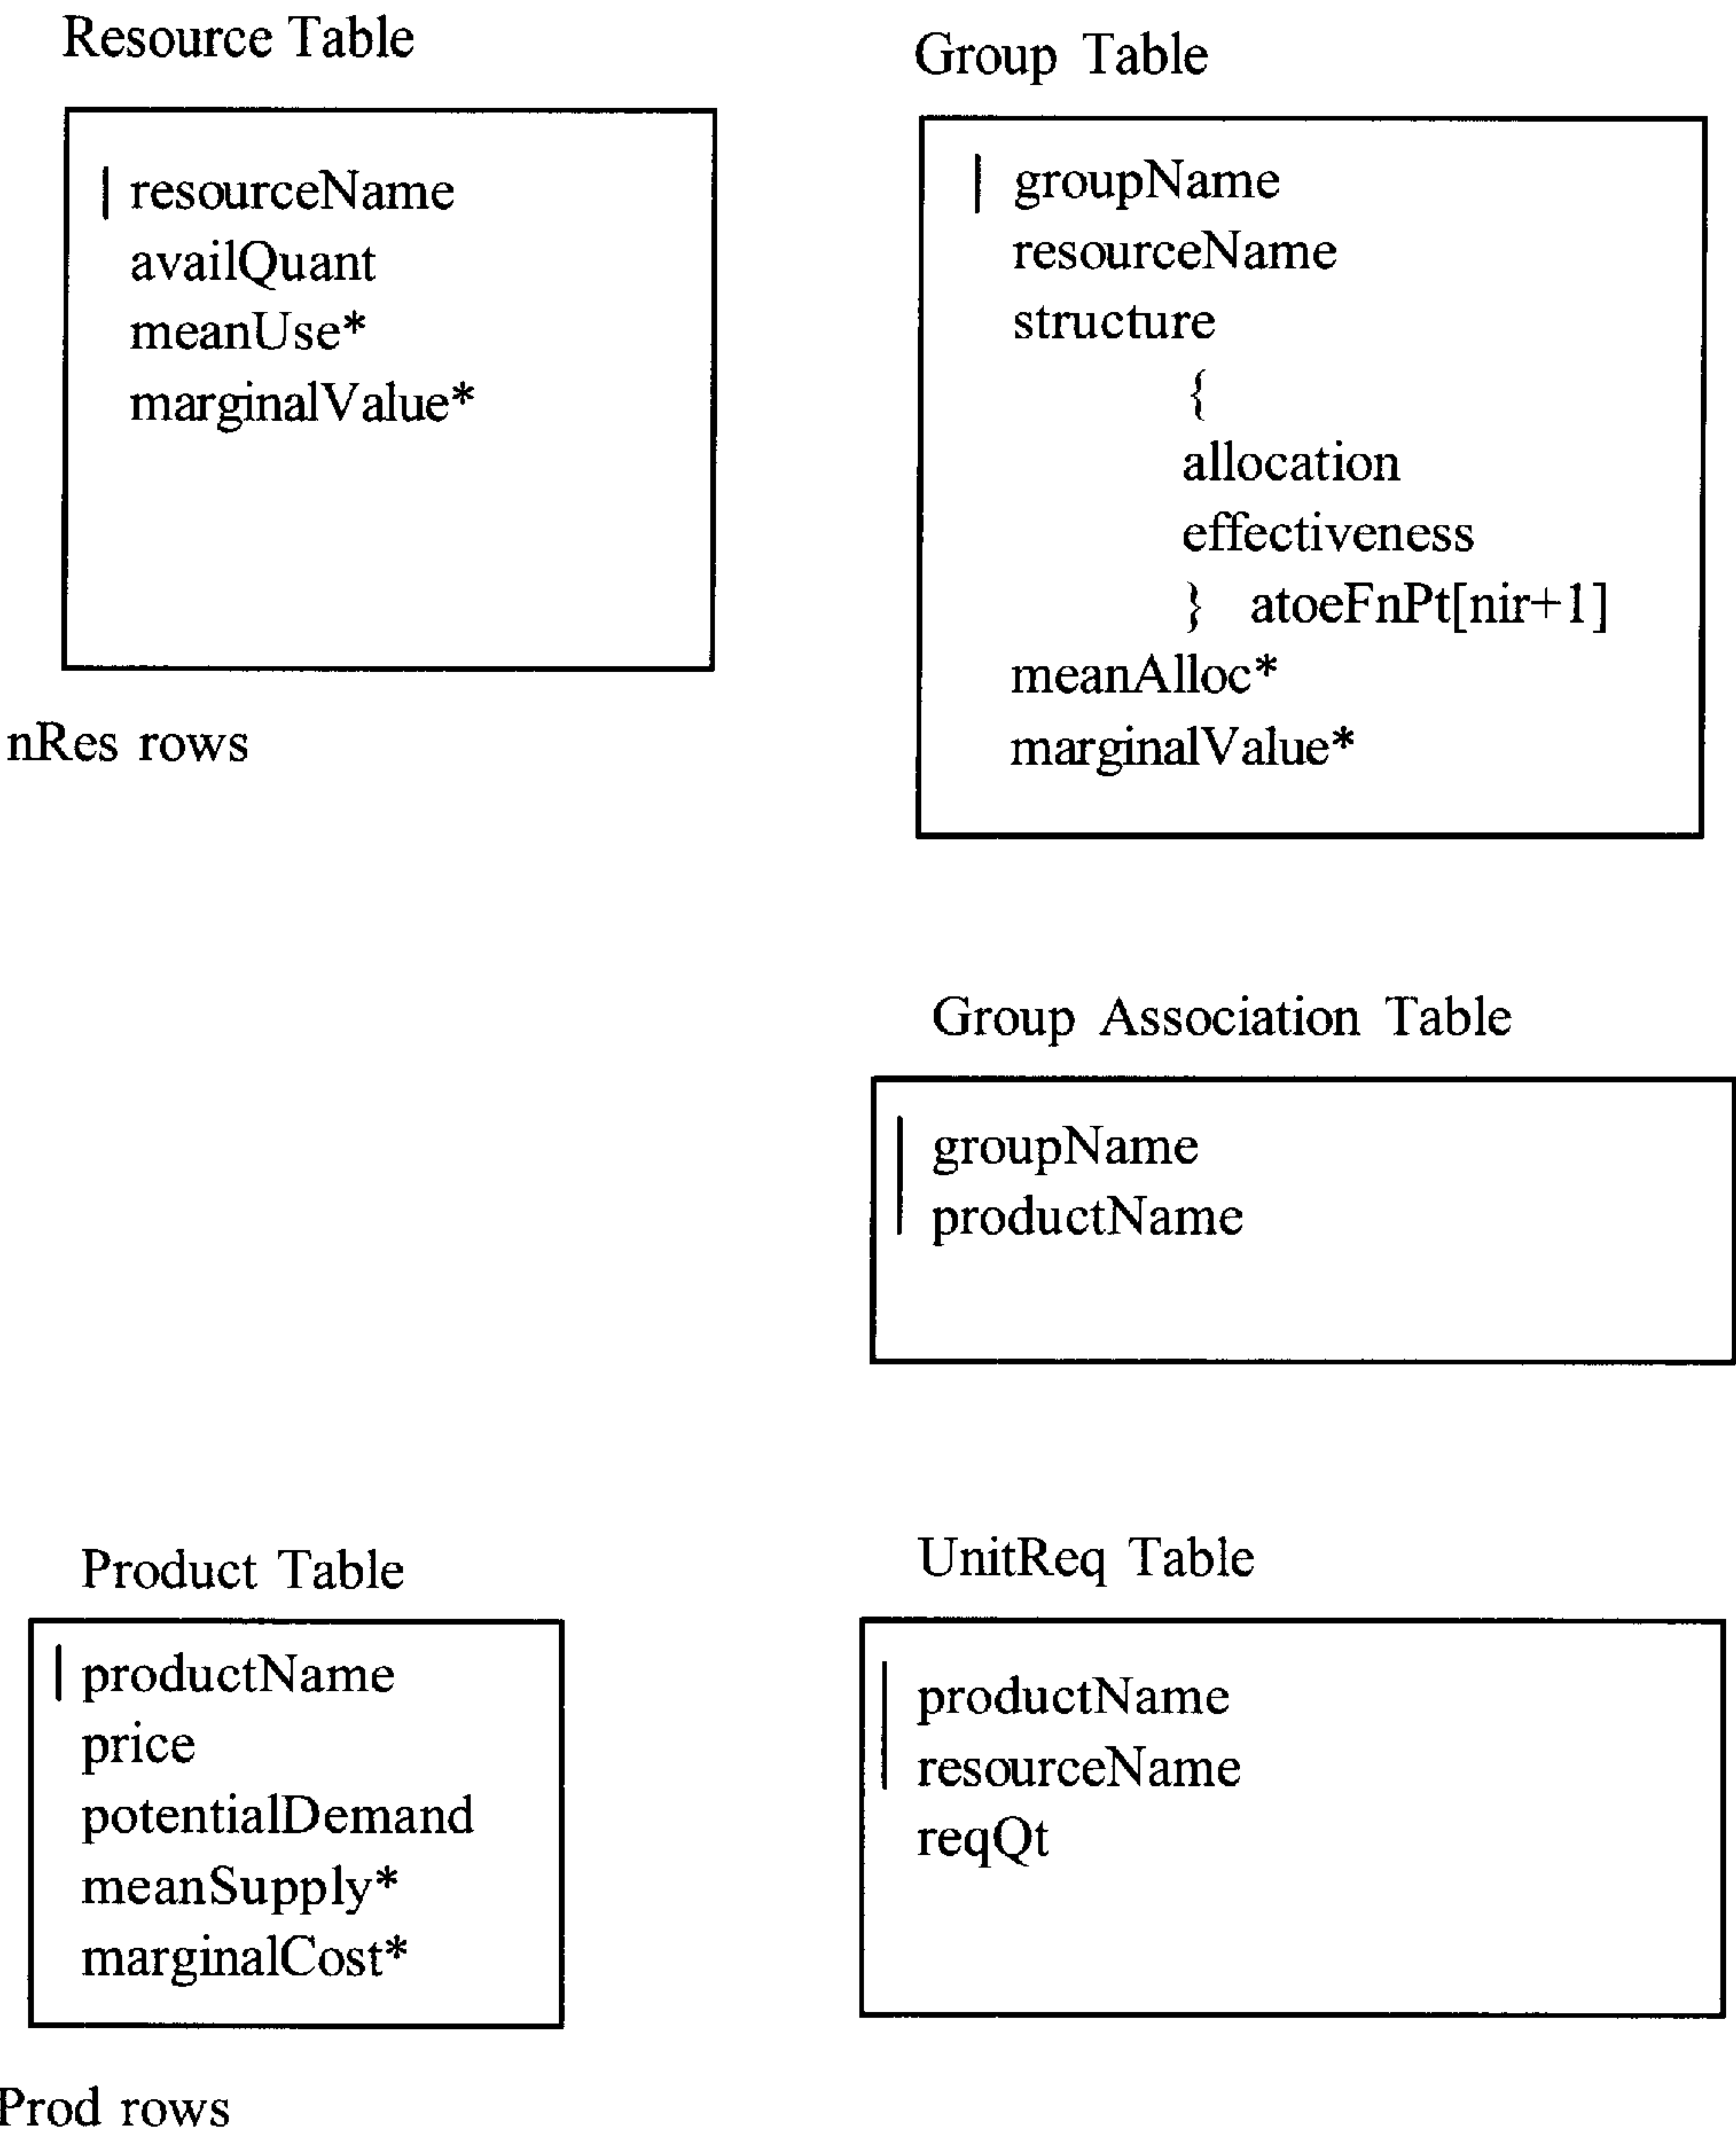 Resource Table
| resourceName
availQuant
meanUse*
marginalValue*
nRes rows
Group Table
| groupName
resourceName
structure
{
allocation
effectiveness
} atoeFnPt[nir+1]
meanAlloc*
marginalValue*
Group Association Table
groupName
productName
Product Table
| productName
price
potentialDemand
meanSupply*
marginalCost*
Prod rows
UnitReq Table
productName
resourceName
reqQt